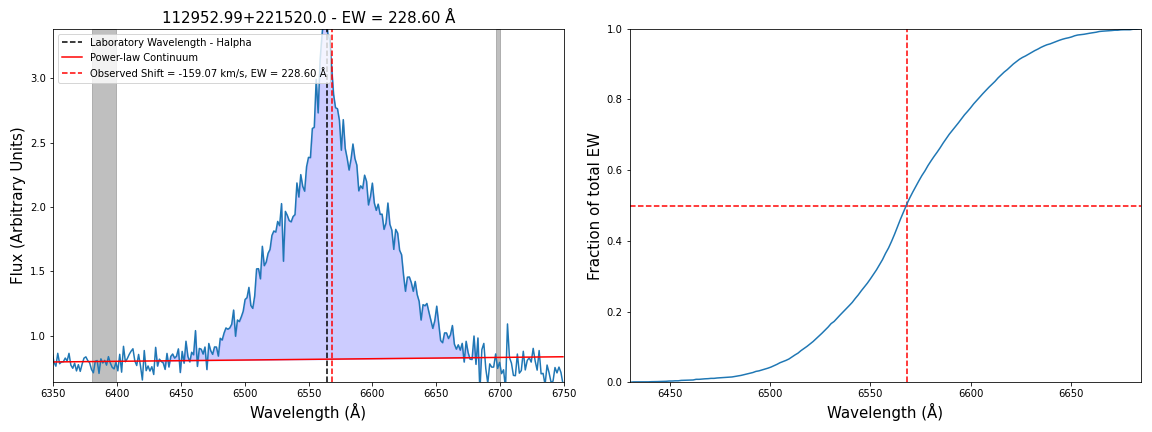 112952.99+221520.0 - EW = 228.60 Å
Laboratory Wavelength - Halpha
Power-law Continuum
Observed Shift = -159.07 km/s, EW = 228.60 Å
Flux (Arbitrary Units)
3.0
2.5
2.0
1.5
1.0
6350 6400 6450 6500 6550 6600 6650 6700 6750
Wavelength (Å)
Fraction of total EW
1.0
0.8
0.6
0.4
0.2
0.0
6450 6500 6550 6600 6650
Wavelength (Å)